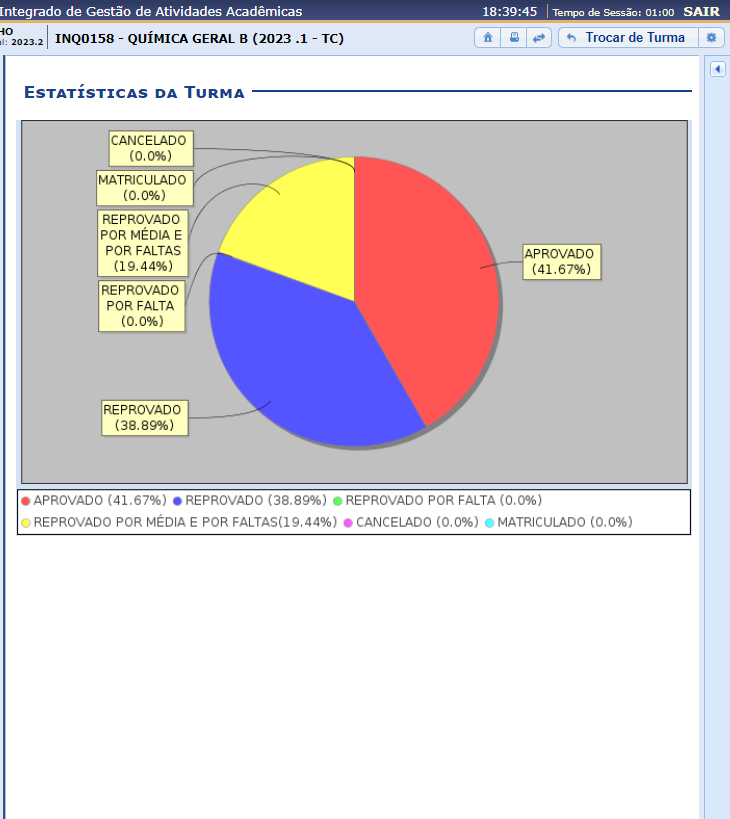 Integrado de Gestão de Atividades Acadêmicas 18:39:45 Tempo de Sessão: 01:00 SAIR
HO
el: 2023.2 INQ0158 - QUÍMICA GERAL B (2023 .1 - TC) Trocar de Turma
Estatísticas da Turma
CANCELADO
(0.0%)
MATRICULADO
(0.0%)
REPROVADO
POR MÉDIA E
POR FALTAS
(19.44%)
APROVADO
(41.67%)
REPROVADO
POR FALTA
(0.0%)
REPROVADO
(38.89%)
APROVADO (41.67%) REPROVADO (38.89%) REPROVADO POR FALTA (0.0%)
REPROVADO POR MÉDIA E POR FALTAS(19.44%) CANCELADO (0.0%) MATRICULADO (0.0%)